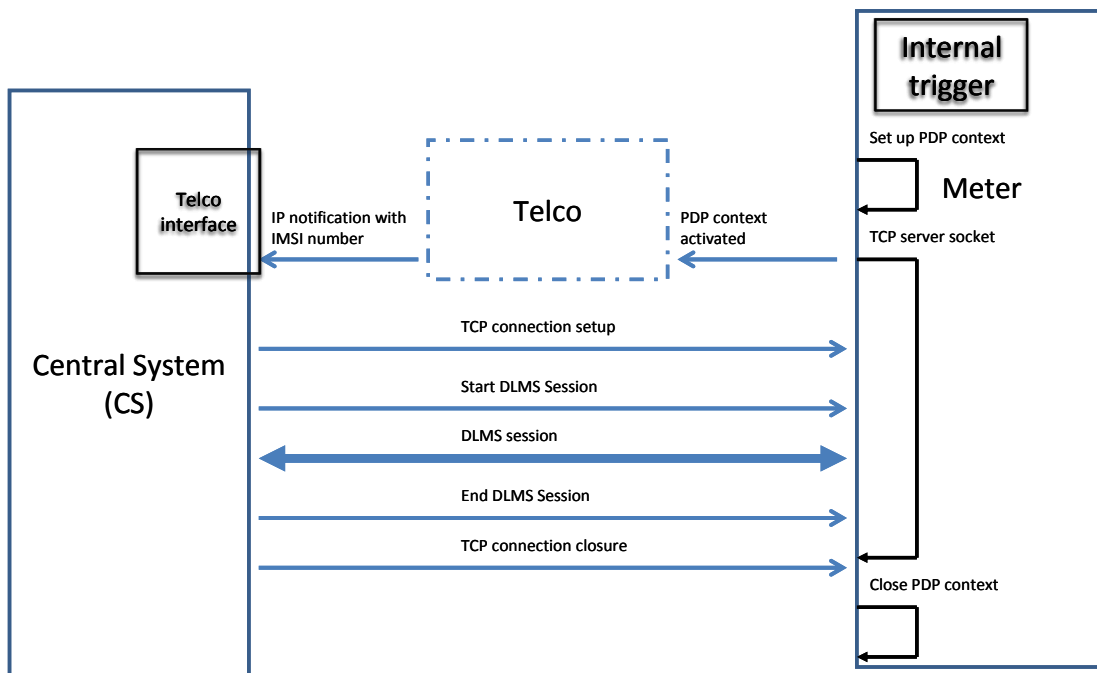 Internal
trigger
Set up PDP context
Meter
Telco
interface
IP notification with
IMSI number
Telco
PDP context
activated
TCP server socket
TCP connection setup
Central System
(CS)
Start DLMS Session
DLMS session
End DLMS Session
TCP connection closure
Close PDP context